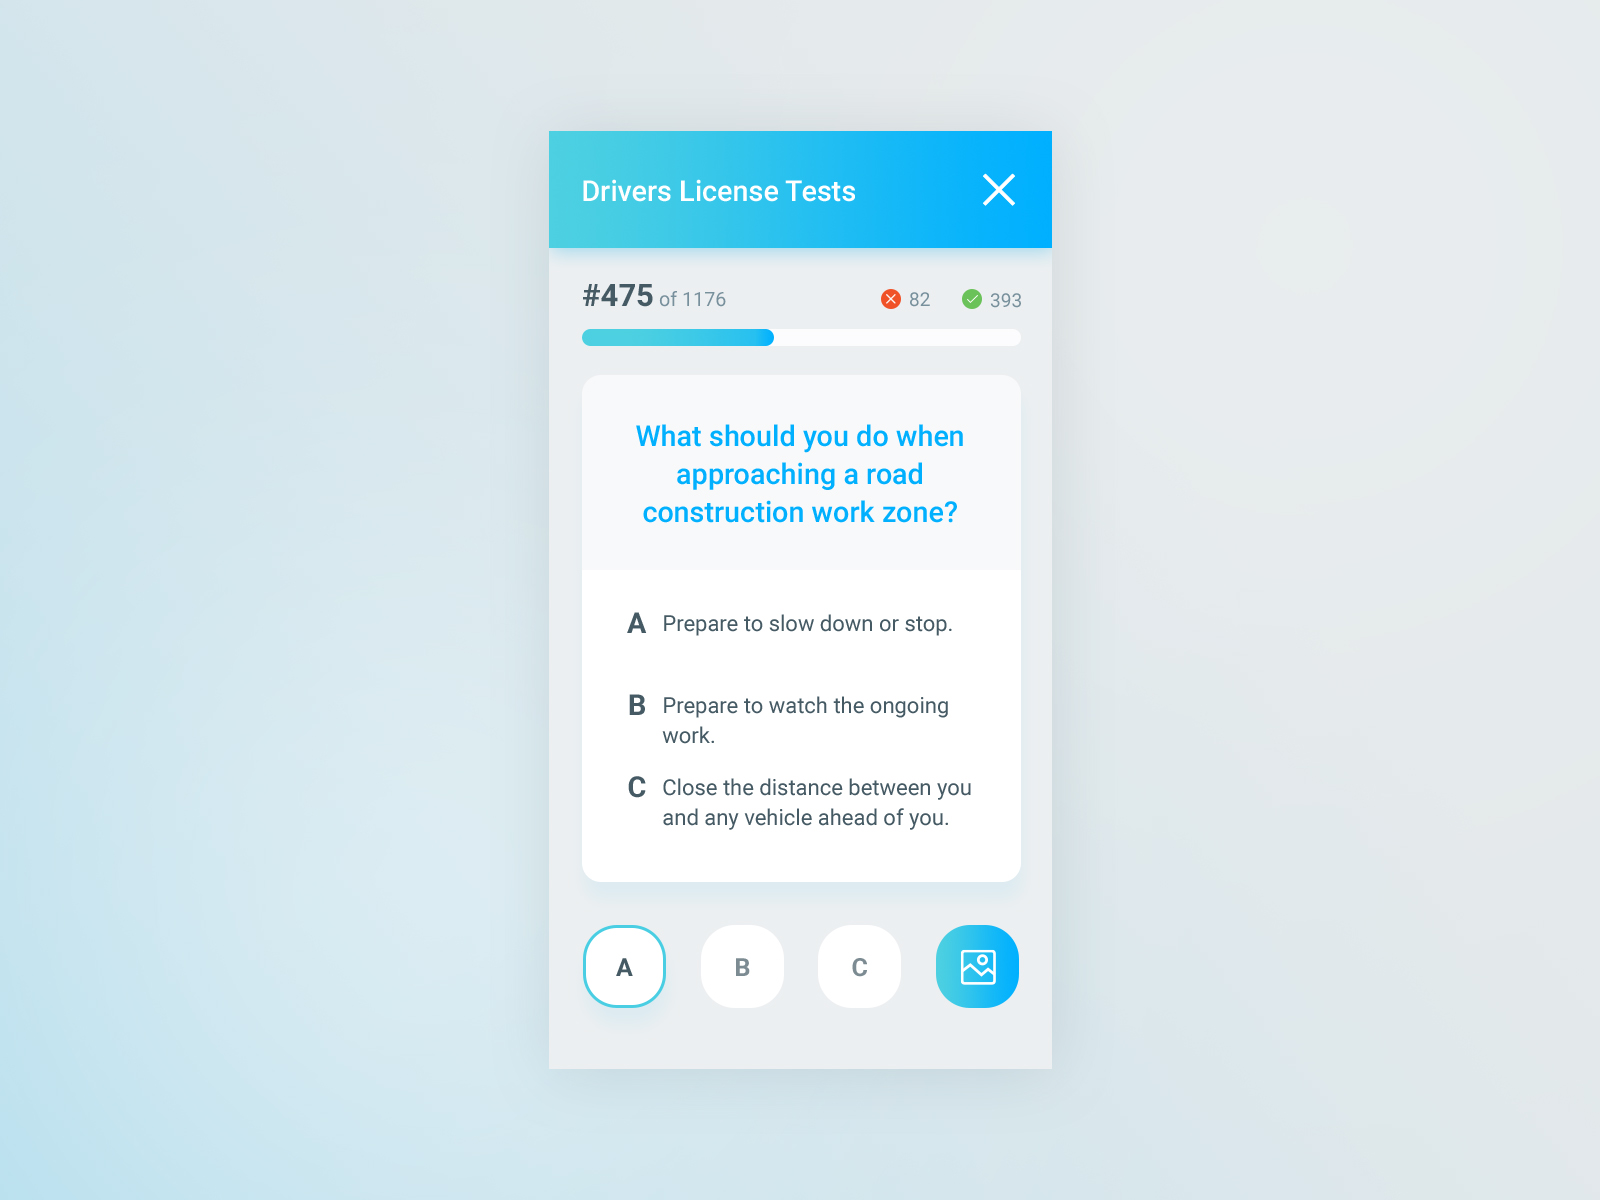 Drivers License Tests
#475 of 1176 82 393
What should you do when
approaching a road
construction work zone?
A Prepare to slow down or stop.
B Prepare to watch the ongoing
work.
C Close the distance between you
and any vehicle ahead of you.
A B C